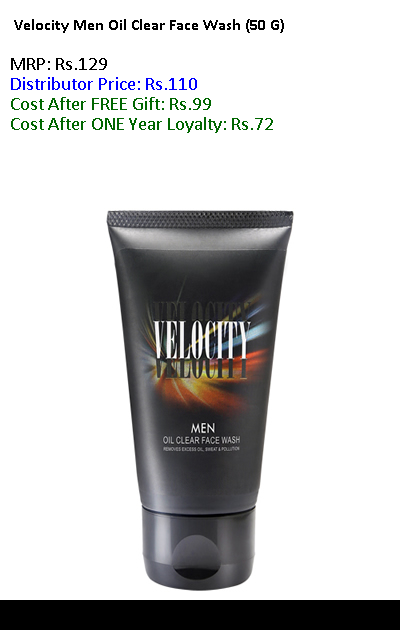 Velocity Men Oil Clear Face Wash (50 G)
MRP: Rs.129
Distributor Price: Rs.110
Cost After FREE Gift: Rs.99
Cost After ONE Year Loyalty: Rs.72
VELOCITY
MEN
OIL CLEAR FACE WASH
REMOVES EXCESS OIL, SWEAT & POLLUTION